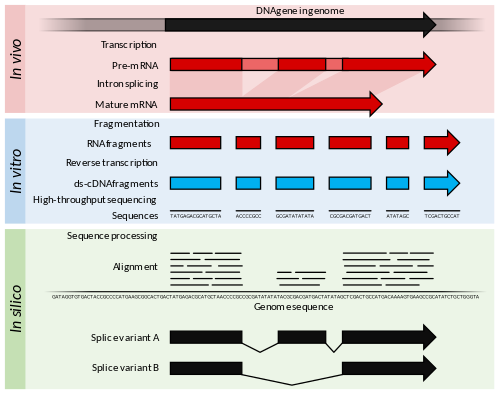 DNA gene in genome
In vivo
Transcription
Pre-mRNA
Intron splicing
Mature mRNA
Fragmentation
In vitro
RNA fragments
Reverse transcription
ds-cDNA fragments
High-throughput sequencing
Sequences
TATGAGACGCATGCTA ACCCCGCC GCGATATATATA CGCGACGATGACT ATATAGC TCGACTGCCAT
In silico
Sequence processing
Alignment
Genom esequence
Splice variant A
Splice variant B